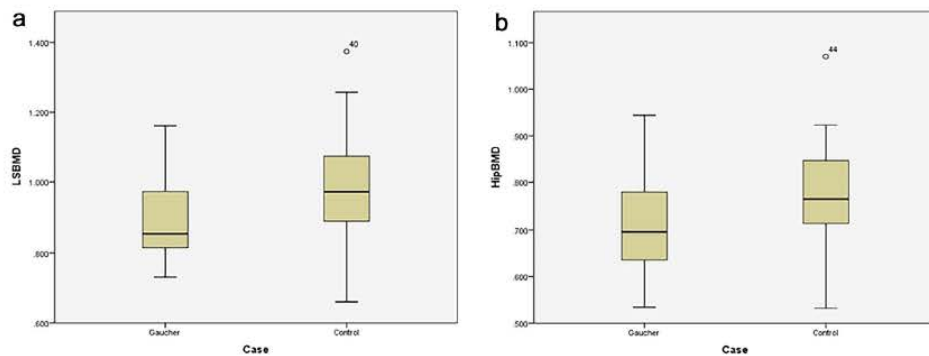 a
1.400
1.200
1.000
.800
.600
LSBMD
40
Gaucher Control
Case
b
1.100
1.000
.900
.800
.700
.600
.500
HipBMD
44
Gaucher Control
Case